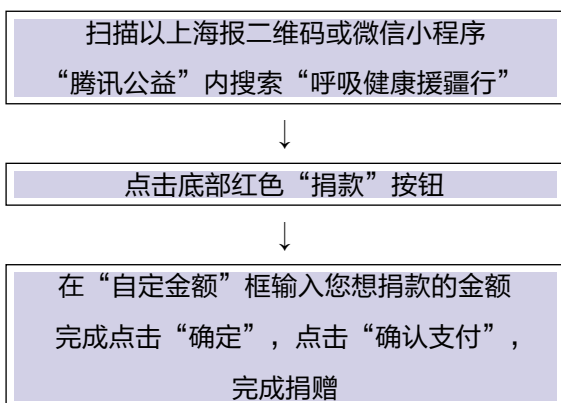 扫描以上海报二维码或微信小程序
“腾讯公益”内搜索“呼吸健康援疆行”
↓
点击底部红色“捐款”按钮
↓
在“自定金额”框输入您想捐款的金额
完成点击“确定”，点击“确认支付”，
完成捐赠